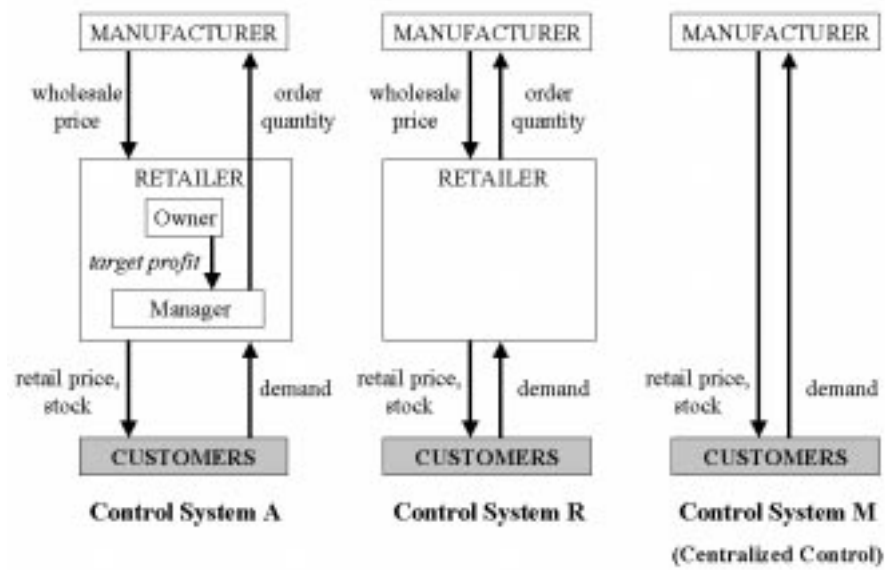 MANUFACTURER
wholesale
price
order
quantity
RETAILER
Owner
target profit
Manager
retail price,
stock
demand
CUSTOMERS
Control System A
MANUFACTURER
wholesale
price
order
quantity
RETAILER
retail price,
stock
demand
CUSTOMERS
Control System R
MANUFACTURER
retail price,
stock
demand
CUSTOMERS
Control System M
(Centralized Control)